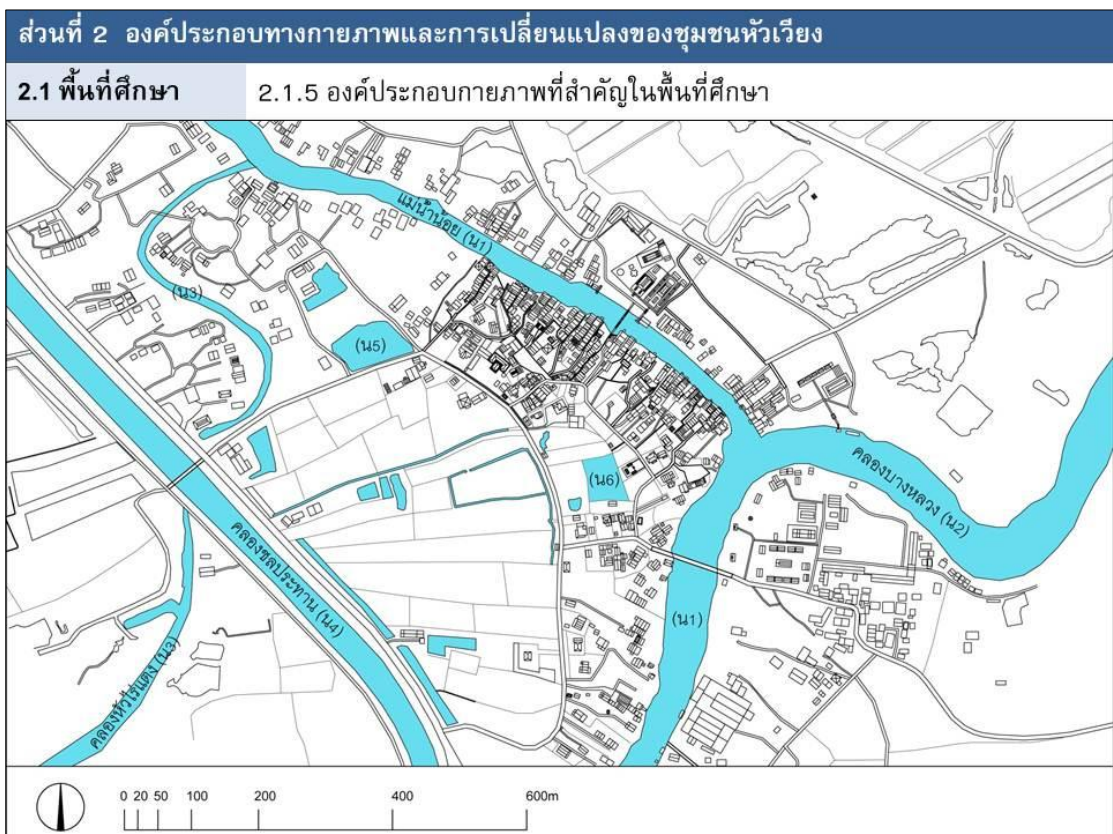 ส่วนที่ 2 องค์ประกอบทางกายภาพและการเปลี่ยนแปลงของชุมชนหัวเวียง
2.1 พื้นที่ศึกษา 2.1.5 องค์ประกอบกายภาพที่สำคัญในพื้นที่ศึกษา
แม่น้ำน้อย (น1)
(น3)
(น5)
(น6)
คลองบางหลวง (น2)
คลองชลประทาน (น4)
(น1)
คลองหัวไร่แตง (น3)
0 20 50 100 200 400 600m